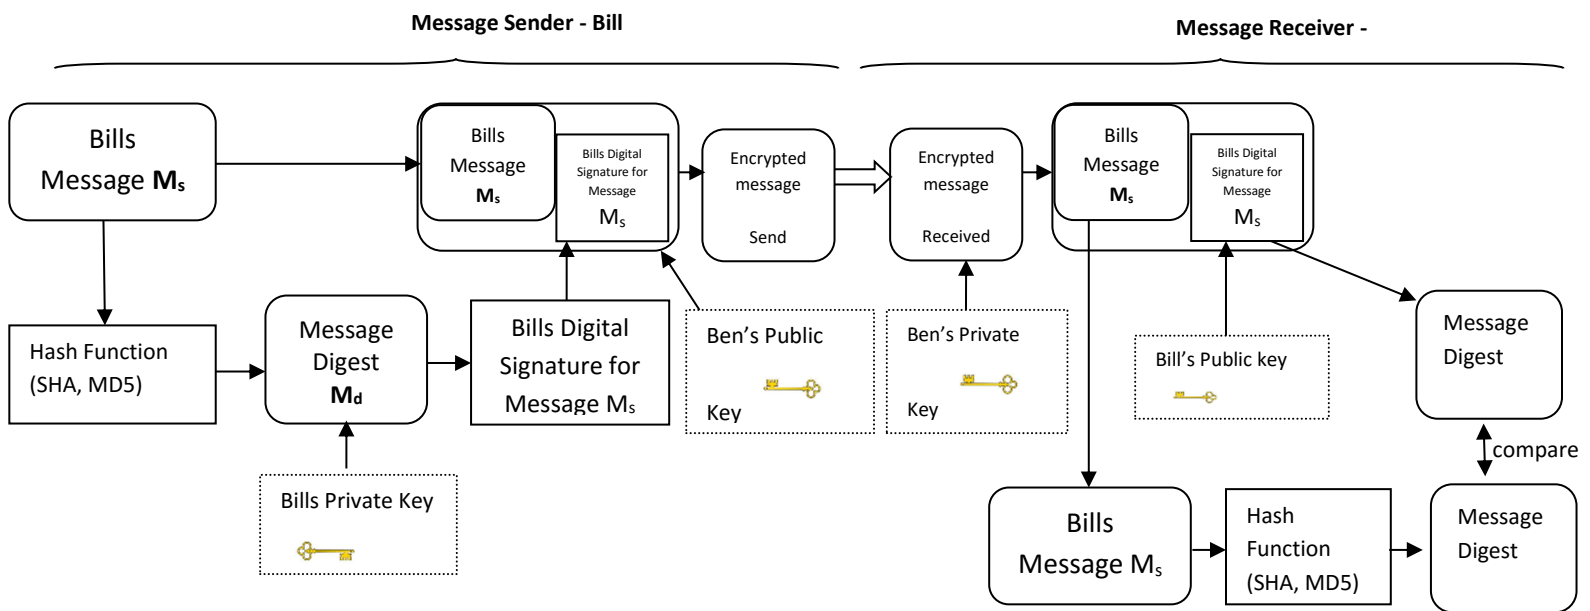 Message Sender - Bill
Message Receiver -
Bills
Message Ms
Bills
Message
Ms
Bills Digital
Signature for
Message
Ms
Encrypted
message
Send
Encrypted
message
Received
Bills
Message
Ms
Bills Digital
Signature for
Message
Ms
Hash Function
(SHA, MD5)
Message
Digest
Md
Bills Digital
Signature for
Message Ms
Ben’s Public
Key
Ben’s Private
Key
Bill’s Public key
Message
Digest
compare
Bills Private Key
Bills
Message Ms
Hash
Function
(SHA, MD5)
Message
Digest